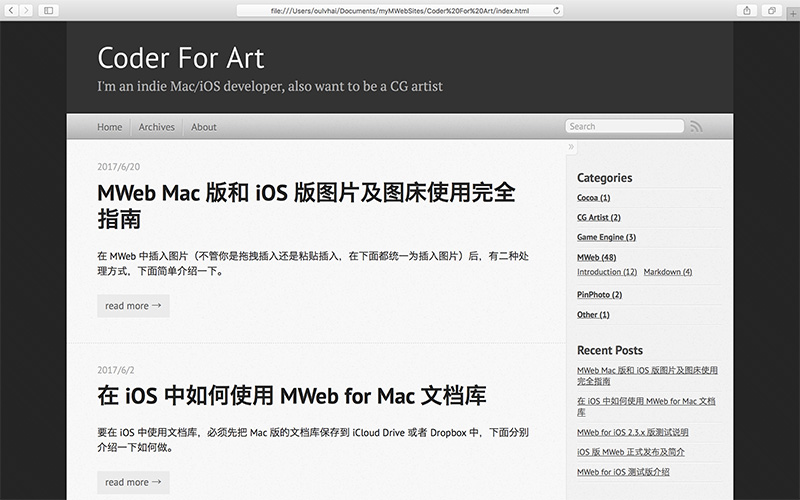 file:///Users/oulvhai/Documents/myMWebSites/Coder%20For%20Art/index.html
Coder For Art
I'm an indie Mac/iOS developer, also want to be a CG artist
Home
Archives
About
Search
»
2017/6/20
MWeb Mac 版和 iOS 版图片及图床使用完全
指南
在 MWeb 中插入图片（不管你是拖拽插入还是粘贴插入，在下面都统一为插入图片）后，有二种处
理方式，下面简单介绍一下。
read more →
2017/6/2
在 iOS 中如何使用 MWeb for Mac 文档库
要在 iOS 中使用文档库，必须先把 Mac 版的文档库保存到 iCloud Drive 或者 Dropbox 中，下面分别
介绍一下如何做。
read more →
Categories
Cocoa (1)
CG Artist (2)
Game Engine (3)
MWeb (48)
Introduction (12) Markdown (4)
PinPhoto (2)
Other (1)
Recent Posts
MWeb Mac 版和 iOS 版图片及图床使用
完全指南
在 iOS 中如何使用 MWeb for Mac 文档
库
MWeb for iOS 2.3.x 版测试说明
iOS 版 MWeb 正式发布及简介
MWeb for iOS 测试版介绍